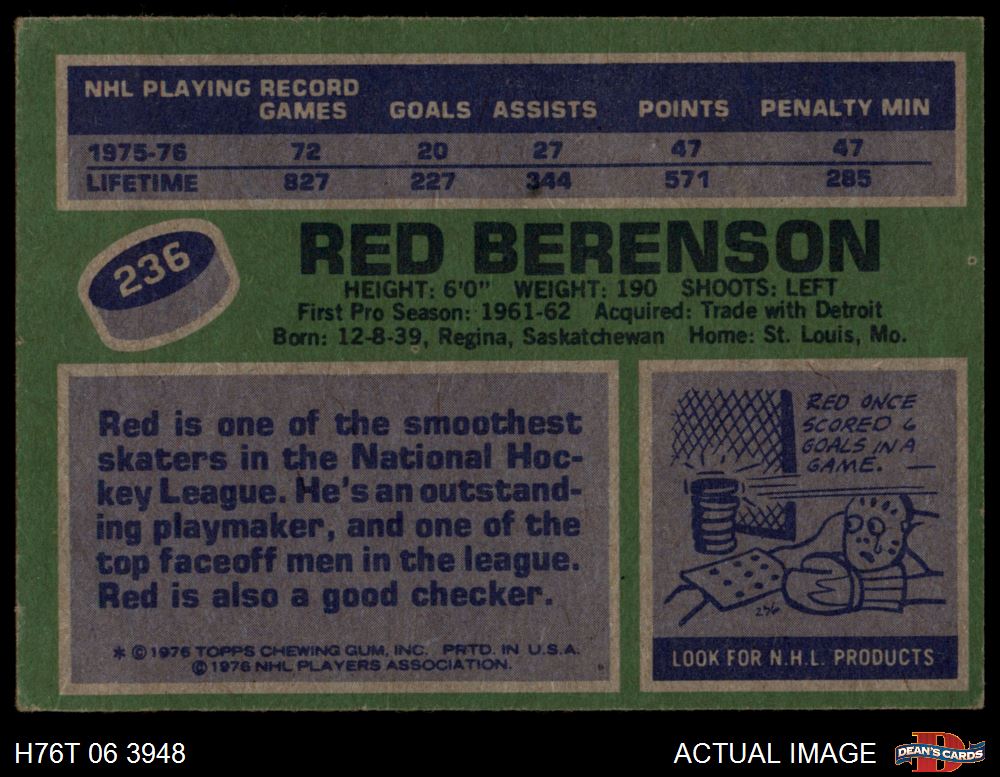 NHL PLAYING RECORD
GAMES GOALS ASSISTS POINTS PENALTY MIN
1975-76 72 20 27 47 47
LIFETIME 827 227 344 571 285
236
RED BERENSON
HEIGHT: 6'0" WEIGHT: 190 SHOOTS: LEFT
First Pro Season: 1961-62 Acquired: Trade with Detroit
Born: 12-8-39, Regina, Saskatchewan Home: St. Louis, Mo.
Red is one of the smoothest
skaters in the National Hoc-
key League. He's an outstand-
ing playmaker, and one of the
top faceoff men in the league.
Red is also a good checker.
* © 1976 TOPPS CHEWING GUM, INC. PRTD. IN U.S.A.
© 1976 NHL PLAYERS ASSOCIATION.
RED ONCE
SCORED 6
GOALS IN A
GAME.
236
LOOK FOR N.H.L. PRODUCTS
H76T 06 3948
ACTUAL IMAGE
D
DEAN'S CARDS